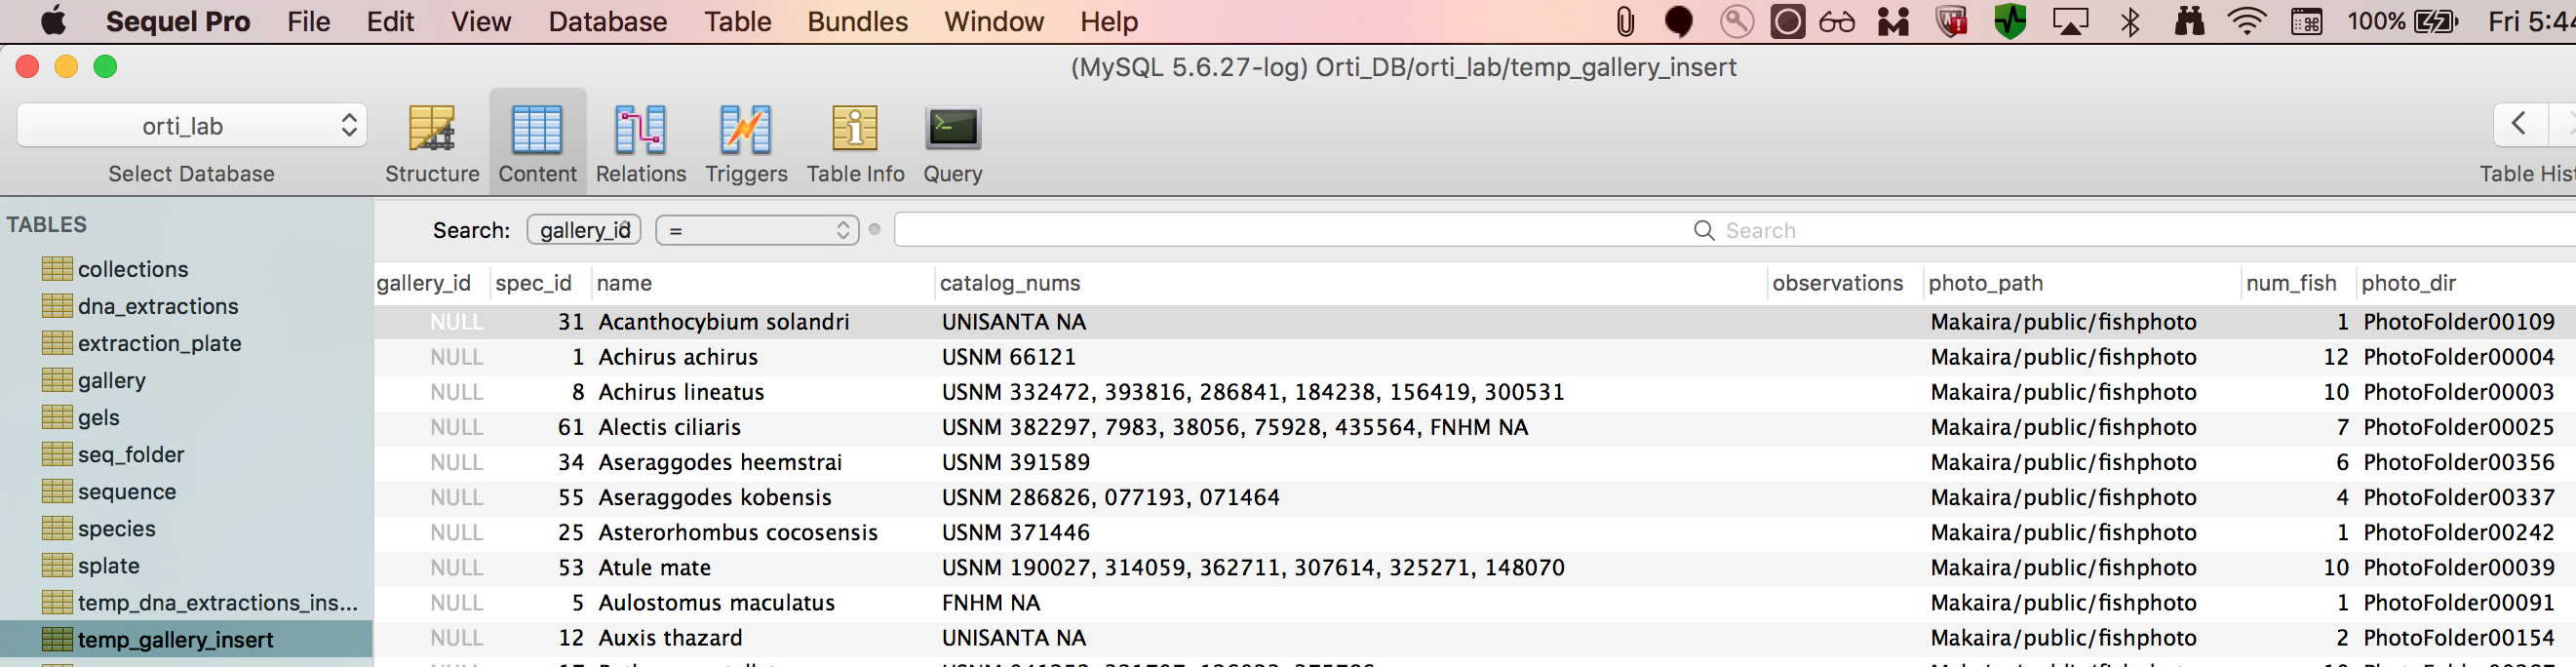 Sequel Pro File Edit View Database Table Bundles Window Help 100% Fri 5:44
(MySQL 5.6.27-log) Orti_DB/orti_lab/temp_gallery_insert
orti_lab
Select Database Structure Content Relations Triggers Table Info Query Table Hist
TABLES
collections
dna_extractions
extraction_plate
gallery
gels
seq_folder
sequence
species
splate
temp_dna_extractions_ins...
temp_gallery_insert
Search: gallery_id = Search
gallery_id spec_id name catalog_nums observations photo_path num_fish photo_dir
NULL 31 Acanthocybium solandri UNISANTA NA Makaira/public/fishphoto 1 PhotoFolder00109
NULL 1 Achirus achirus USNM 66121 Makaira/public/fishphoto 12 PhotoFolder00004
NULL 8 Achirus lineatus USNM 332472, 393816, 286841, 184238, 156419, 300531 Makaira/public/fishphoto 10 PhotoFolder00003
NULL 61 Alectis ciliaris USNM 382297, 7983, 38056, 75928, 435564, FNHM NA Makaira/public/fishphoto 7 PhotoFolder00025
NULL 34 Aseraggodes heemstrai USNM 391589 Makaira/public/fishphoto 6 PhotoFolder00356
NULL 55 Aseraggodes kobensis USNM 286826, 077193, 071464 Makaira/public/fishphoto 4 PhotoFolder00337
NULL 25 Asterorhombus cocosensis USNM 371446 Makaira/public/fishphoto 1 PhotoFolder00242
NULL 53 Atule mate USNM 190027, 314059, 362711, 307614, 325271, 148070 Makaira/public/fishphoto 10 PhotoFolder00039
NULL 5 Aulostomus maculatus FNHM NA Makaira/public/fishphoto 1 PhotoFolder00091
NULL 12 Auxis thazard UNISANTA NA Makaira/public/fishphoto 2 PhotoFolder00154